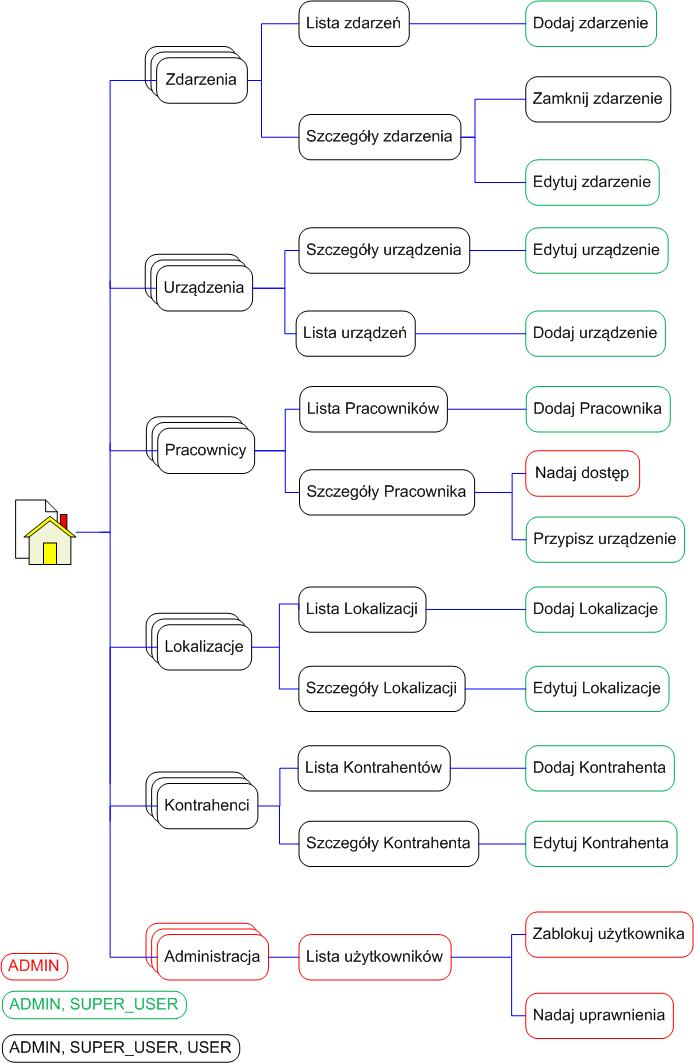 Lista zdarzeń
Dodaj zdarzenie
Zdarzenia
Zamknij zdarzenie
Szczegóły zdarzenia
Edytuj zdarzenie
Szczegóły urządzenia
Edytuj urządzenie
Urządzenia
Lista urządzeń
Dodaj urządzenie
Lista Pracowników
Dodaj Pracownika
Pracownicy
Nadaj dostęp
Szczegóły Pracownika
Przypisz urządzenie
Lista Lokalizacji
Dodaj Lokalizacje
Lokalizacje
Szczegóły Lokalizacji
Edytuj Lokalizacje
Lista Kontrahentów
Dodaj Kontrahenta
Kontrahenci
Szczegóły Kontrahenta
Edytuj Kontrahenta
Zablokuj użytkownika
Administracja
Lista użytkowników
Nadaj uprawnienia
ADMIN
ADMIN, SUPER_USER
ADMIN, SUPER_USER, USER